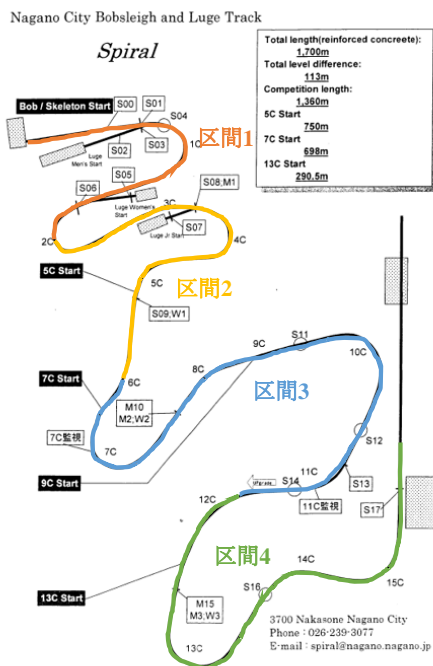 Nagano City Bobsleigh and Luge Track
Spiral
Total length(reinforced concreete):
1,700m
Total level difference:
113m
Competition length:
1,360m
5C Start
750m
7C Start
698m
13C Start
290.5m
Bob / Skeleton Start
S00
S01
S04
区間1
1C
S02
S03
Luge
Men's Start
S05
S06
Luge Women's
Start
3C
S08;M1
S07
Luge Jr Start
2C
4C
5C Start
5C
区間2
S09;W1
6C
7C Start
8C
9C
S11
10C
区間3
M10
M2;W2
7C監視
7C
S12
9C Start
11C
S13
S14
11C監視
12C
S17
区間4
14C
13C Start
M15
M3;W3
S16
15C
13C
3700 Nakasone Nagano City
Phone : 026-239-3077
E-mail : spiral@nagano.nagano.jp